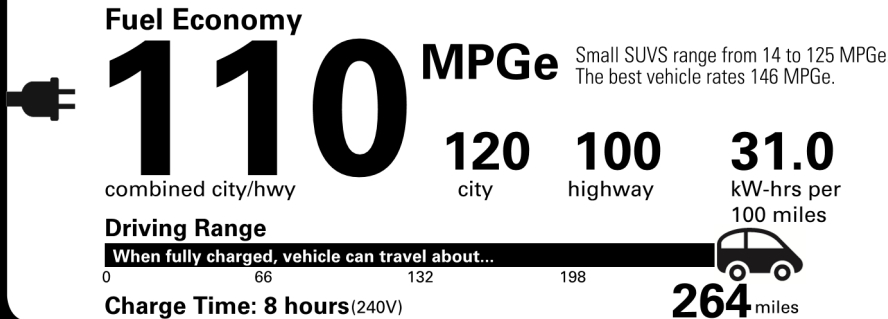 Fuel Economy
110 MPGe
Small SUVS range from 14 to 125 MPGe
The best vehicle rates 146 MPGe.
combined city/hwy
120 city
100 highway
31.0
kW-hrs per
100 miles
Driving Range
When fully charged, vehicle can travel about...
0 66 132 198
264 miles
Charge Time: 8 hours(240V)